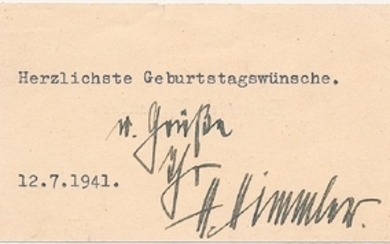 Herzlichste Geburtstagswünsche.
u. Grüße
Ihr
12.7.1941.
H. Himmler.